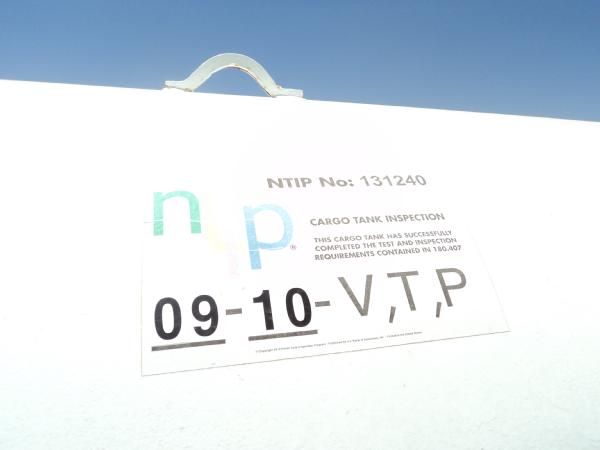 NTIP No: 131240
ntip®
CARGO TANK INSPECTION
THIS CARGO TANK HAS SUCCESSFULLY
COMPLETED THE TEST AND INSPECTION
REQUIREMENTS CONTAINED IN 180.407
09-10-V,T,P